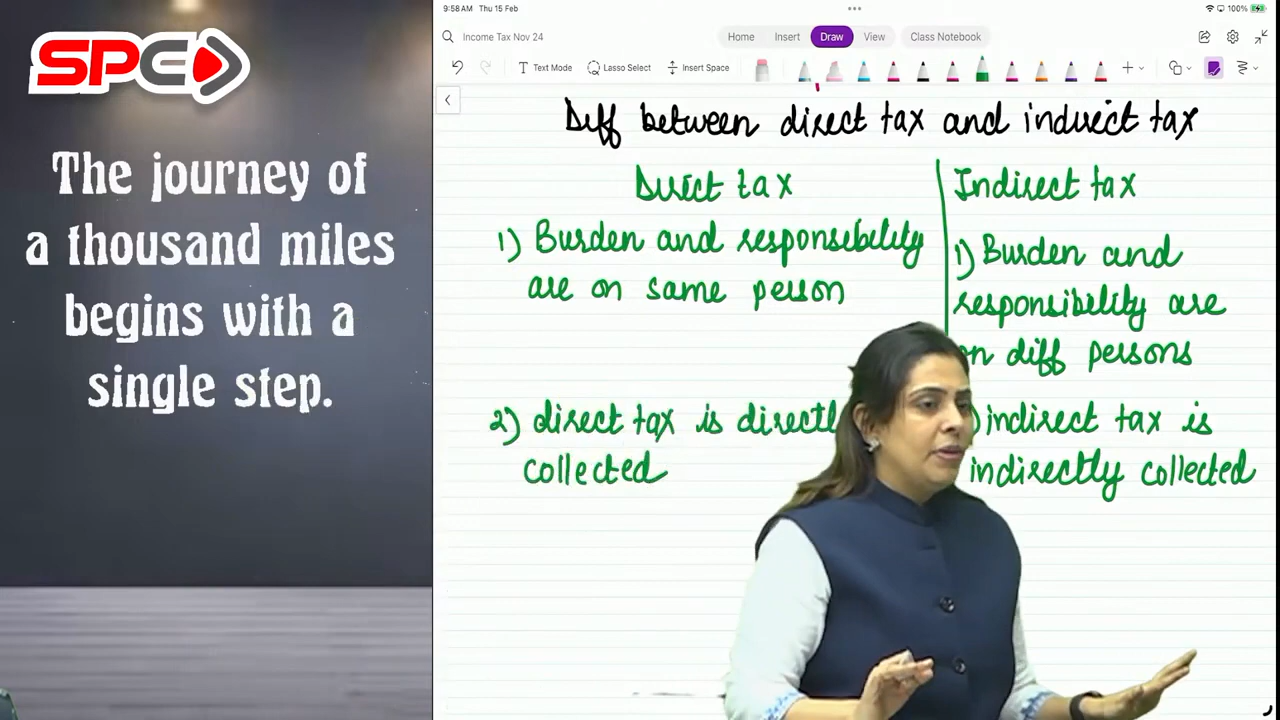 SPE
The journey of
a thousand miles
begins with a
single step.
9:58 AM Thu 15 Feb
100%
Income Tax Nov 24
Home Insert Draw View Class Notebook
Text Mode Lasso Select Insert Space
Diff between direct tax and indirect tax
Direct tax
1) Burden and responsibility
are on same person
2) direct tax is directl
collected
Indirect tax
1) Burden and
responsibility are
on diff persons
) indirect tax is
indirectly collected